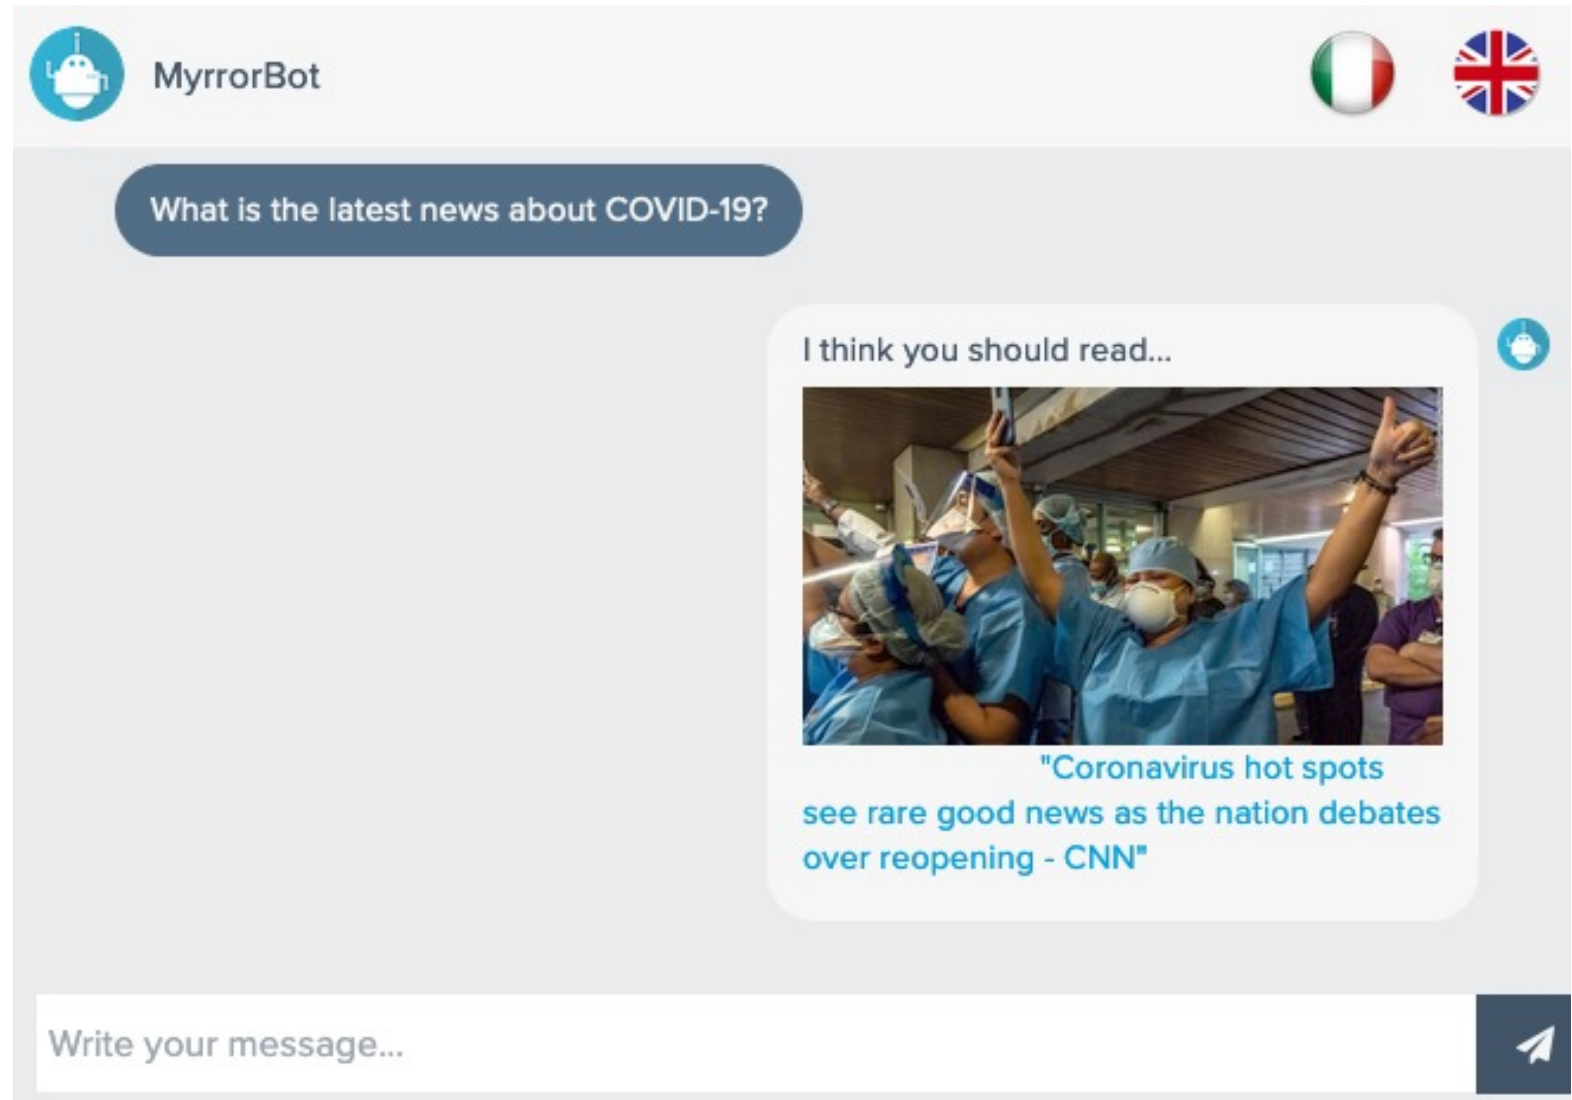 MyrrorBot
What is the latest news about COVID-19?
I think you should read...
"Coronavirus hot spots
see rare good news as the nation debates
over reopening - CNN"
Write your message...